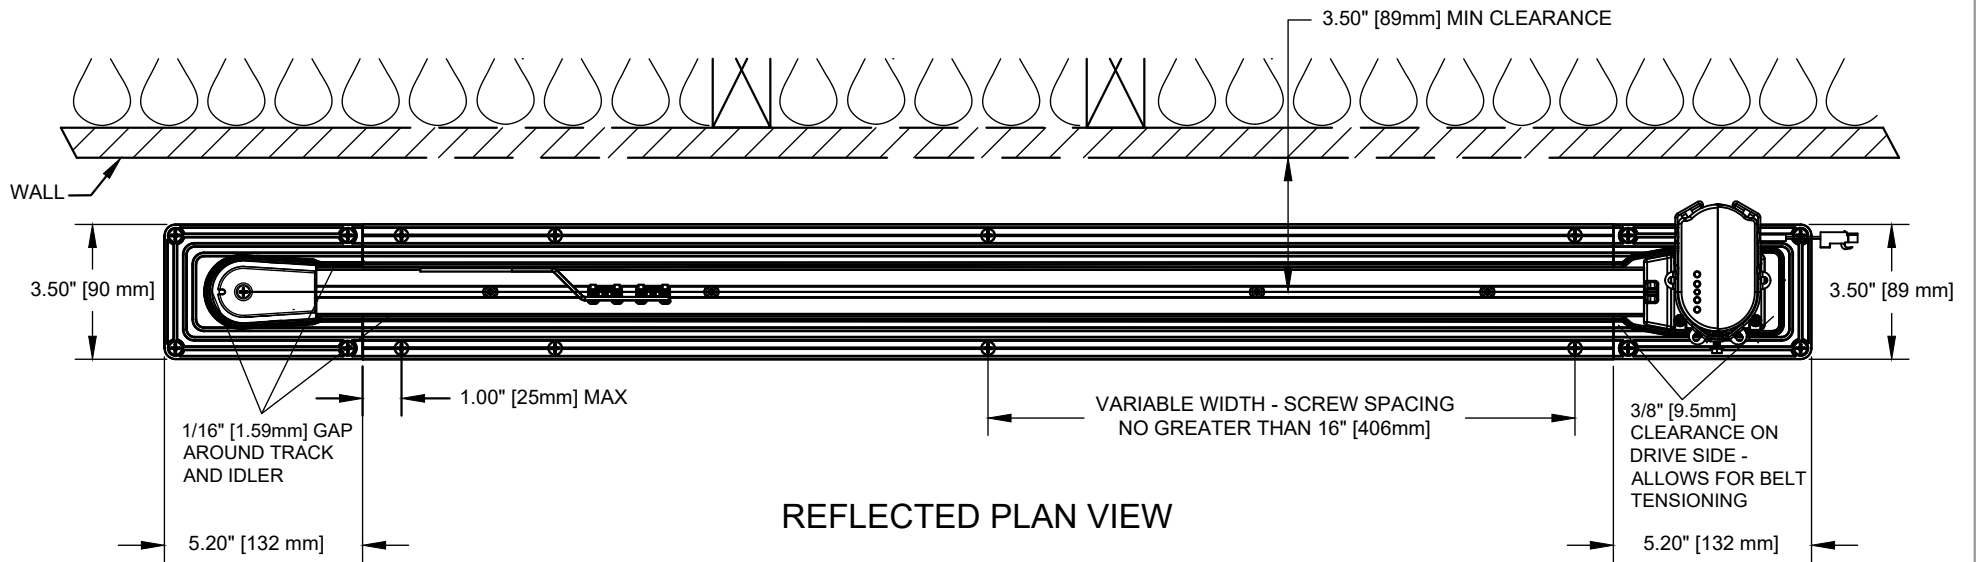 3.50" [89mm] MIN CLEARANCE
WALL
3.50" [90 mm]
3.50" [89 mm]
1.00" [25mm] MAX
VARIABLE WIDTH - SCREW SPACING
NO GREATER THAN 16" [406mm]
1/16" [1.59mm] GAP
AROUND TRACK
AND IDLER
3/8" [9.5mm]
CLEARANCE ON
DRIVE SIDE -
ALLOWS FOR BELT
TENSIONING
REFLECTED PLAN VIEW
5.20" [132 mm]
5.20" [132 mm]